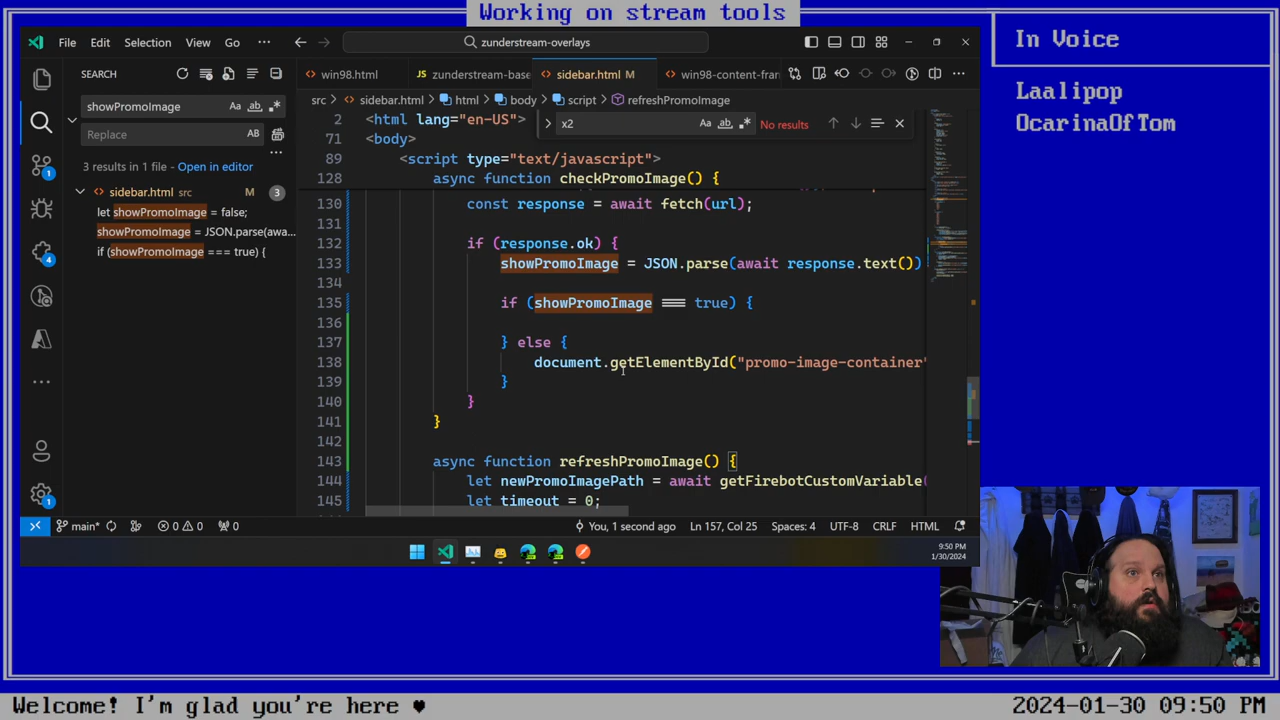 Working on stream tools
File Edit Selection View Go ...
zunderstream-overlays
SEARCH
win98.html
zunderstream-base
sidebar.html M
win98-content-fran
showPromoImage
Aa ab .*
Replace
AB
...
3 results in 1 file - Open in editor
sidebar.html src
3
let showPromoImage = false;
showPromoImage = JSON.parse(awa...
if (showPromoImage === true) {
src > sidebar.html > html > body > script > refreshPromoImage
x2
Aa ab .*
No results
2 <html lang="en-US">
71 <body>
89 <script type="text/javascript">
128 async function checkPromoImage() {
130 const response = await fetch(url);
131
132 if (response.ok) {
133 showPromoImage = JSON.parse(await response.text())
134
135 if (showPromoImage === true) {
136
137 } else {
138 document.getElementById("promo-image-container"
139 }
140 }
141 }
142
143 async function refreshPromoImage() {
144 let newPromoImagePath = await getFirebotCustomVariable(
145 let timeout = 0;
1
4
1
main*
0 0
0
You, 1 second ago
Ln 157, Col 25
Spaces: 4
UTF-8
CRLF
HTML
9:50 PM
1/30/2024
In Voice
Laalipop
OcarinaOfTom
Welcome! I'm glad you're here ♥
2024-01-30 09:50 PM